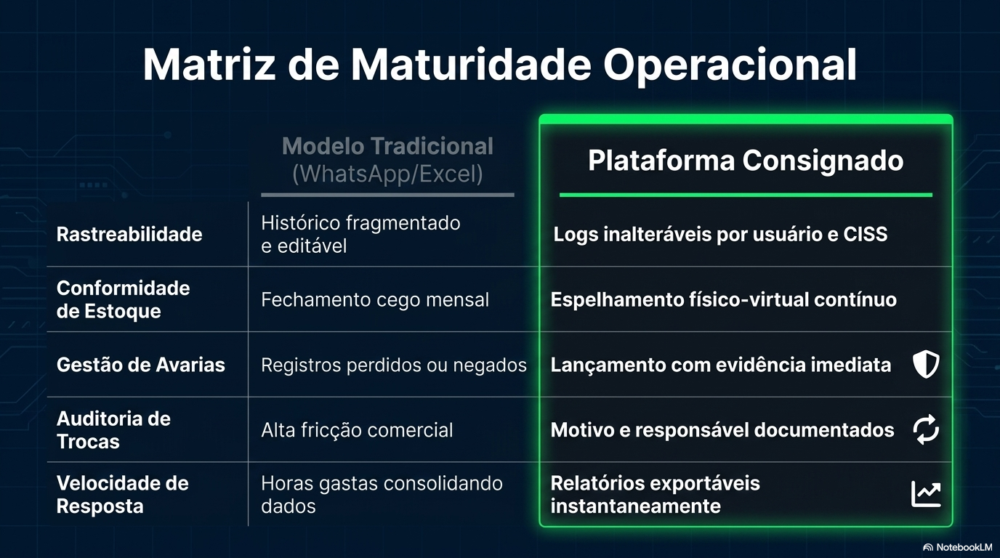 Matriz de Maturidade Operacional
Modelo Tradicional
(WhatsApp/Excel)
Plataforma Consignado
Rastreabilidade
Histórico fragmentado
e editável
Logs inalteráveis por usuário e CISS
Conformidade
de Estoque
Fechamento cego mensal
Espelhamento físico-virtual contínuo
Gestão de Avarias
Registros perdidos ou negados
Lançamento com evidência imediata
Auditoria de
Trocas
Alta fricção comercial
Motivo e responsável documentados
Velocidade de
Resposta
Horas gastas consolidando
dados
Relatórios exportáveis
instantaneamente
NotebookLM